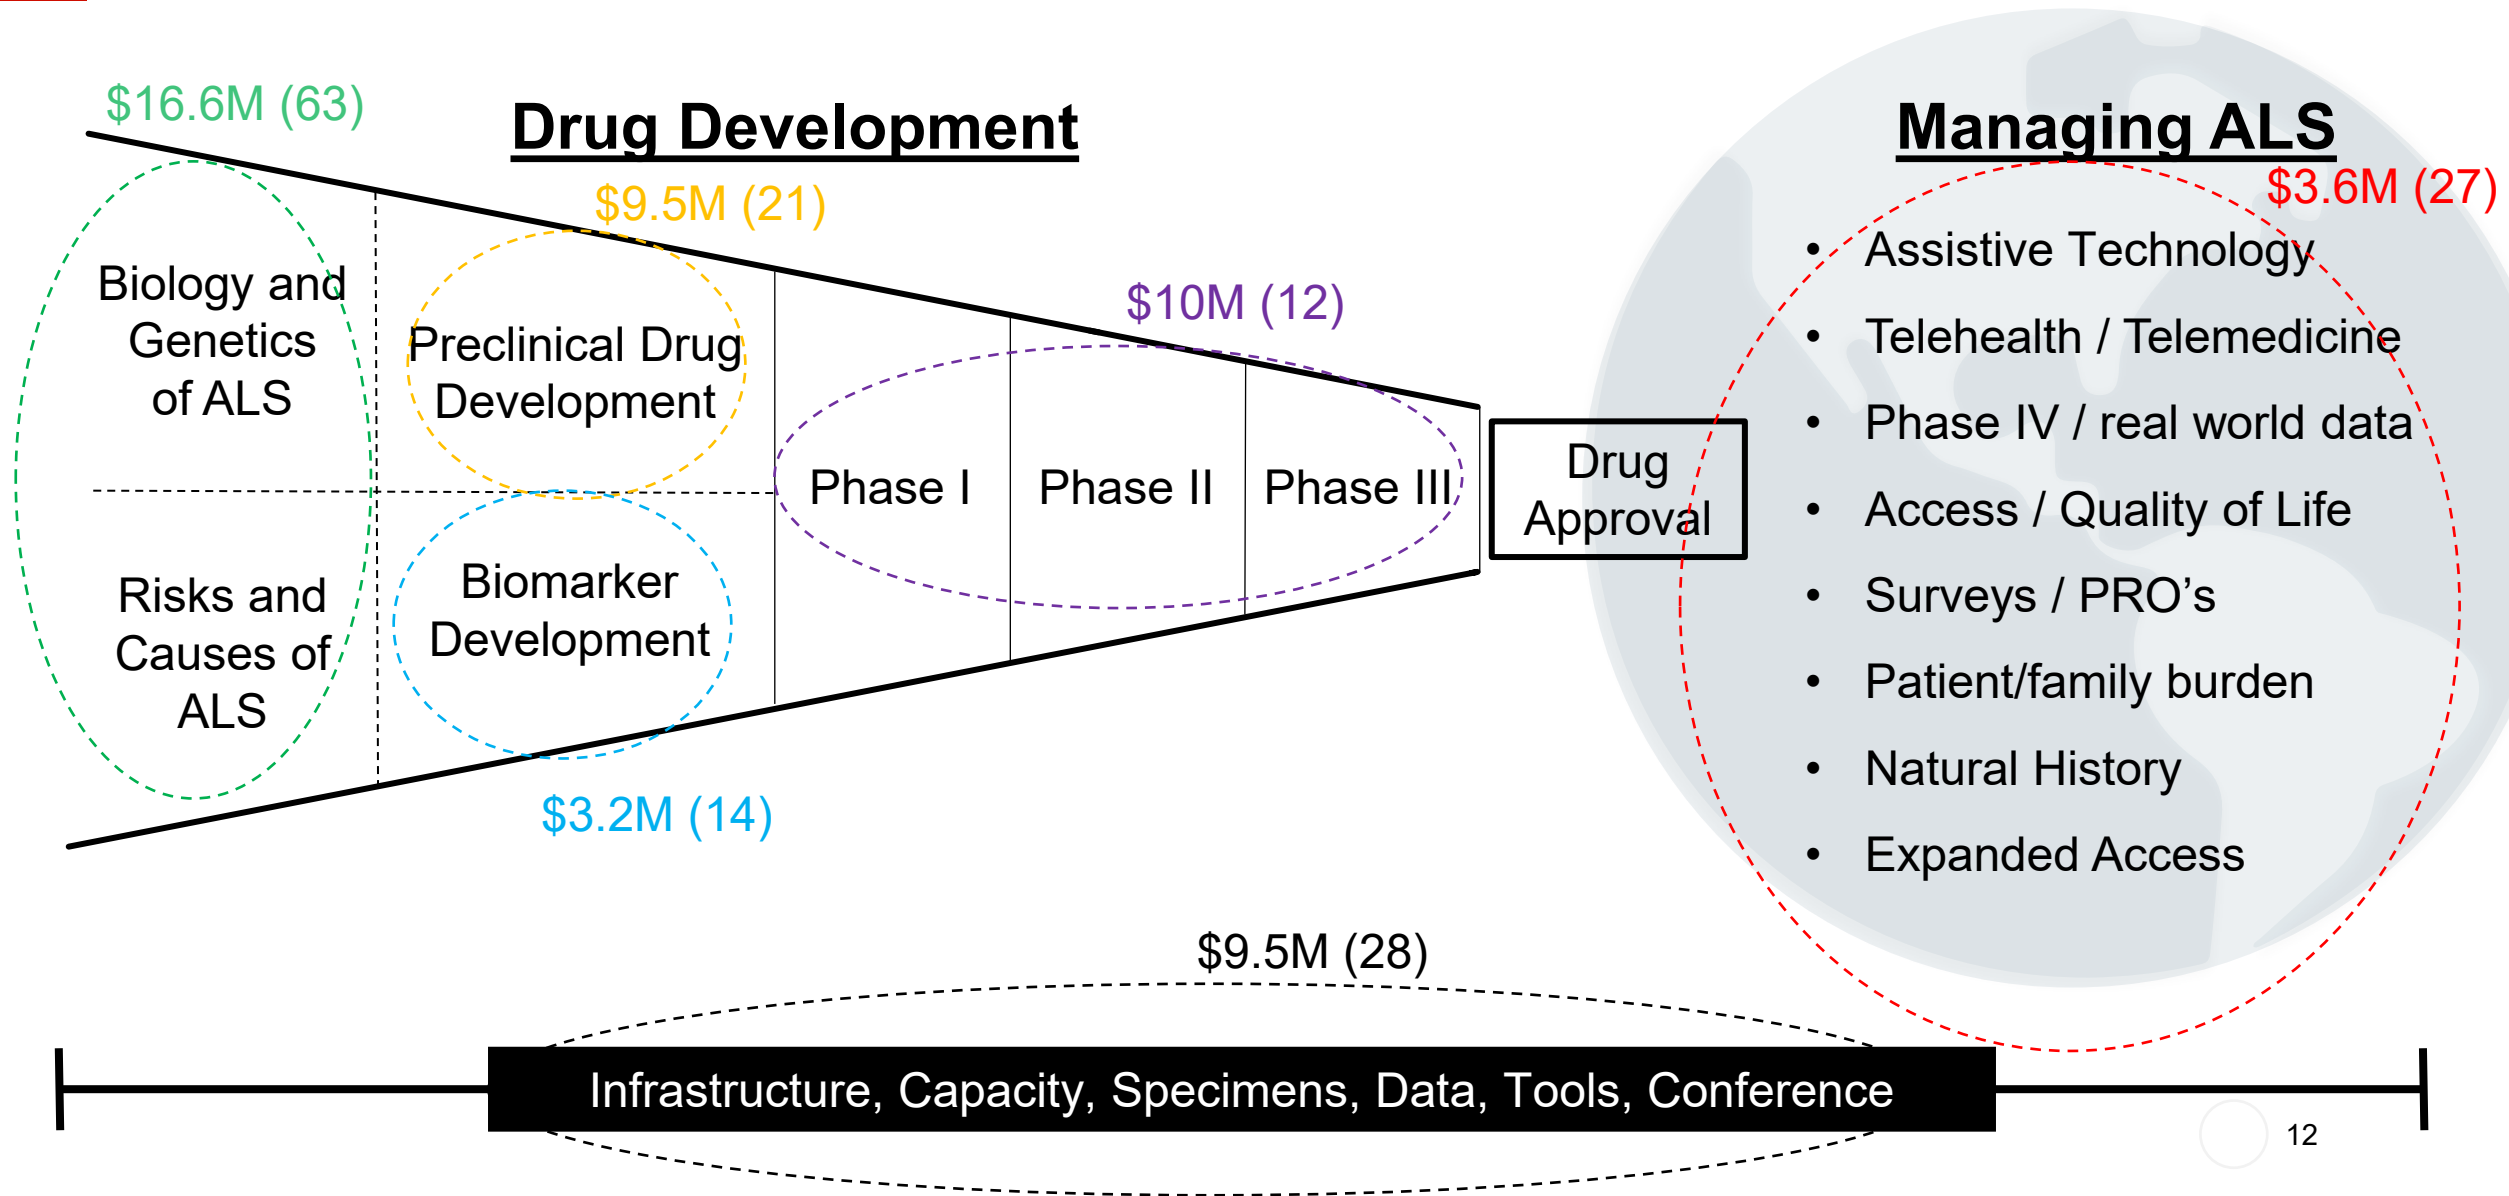 $16.6M (63)
Drug Development
$9.5M (21)
Biology and
Genetics
of ALS
Preclinical Drug
Development
$10M (12)
Risks and
Causes of
ALS
Biomarker
Development
$3.2M (14)
Phase I
Phase II
Phase III
Drug
Approval
Managing ALS
$3.6M (27)
• Assistive Technology
• Telehealth / Telemedicine
• Phase IV / real world data
• Access / Quality of Life
• Surveys / PRO’s
• Patient/family burden
• Natural History
• Expanded Access
$9.5M (28)
Infrastructure, Capacity, Specimens, Data, Tools, Conference
12